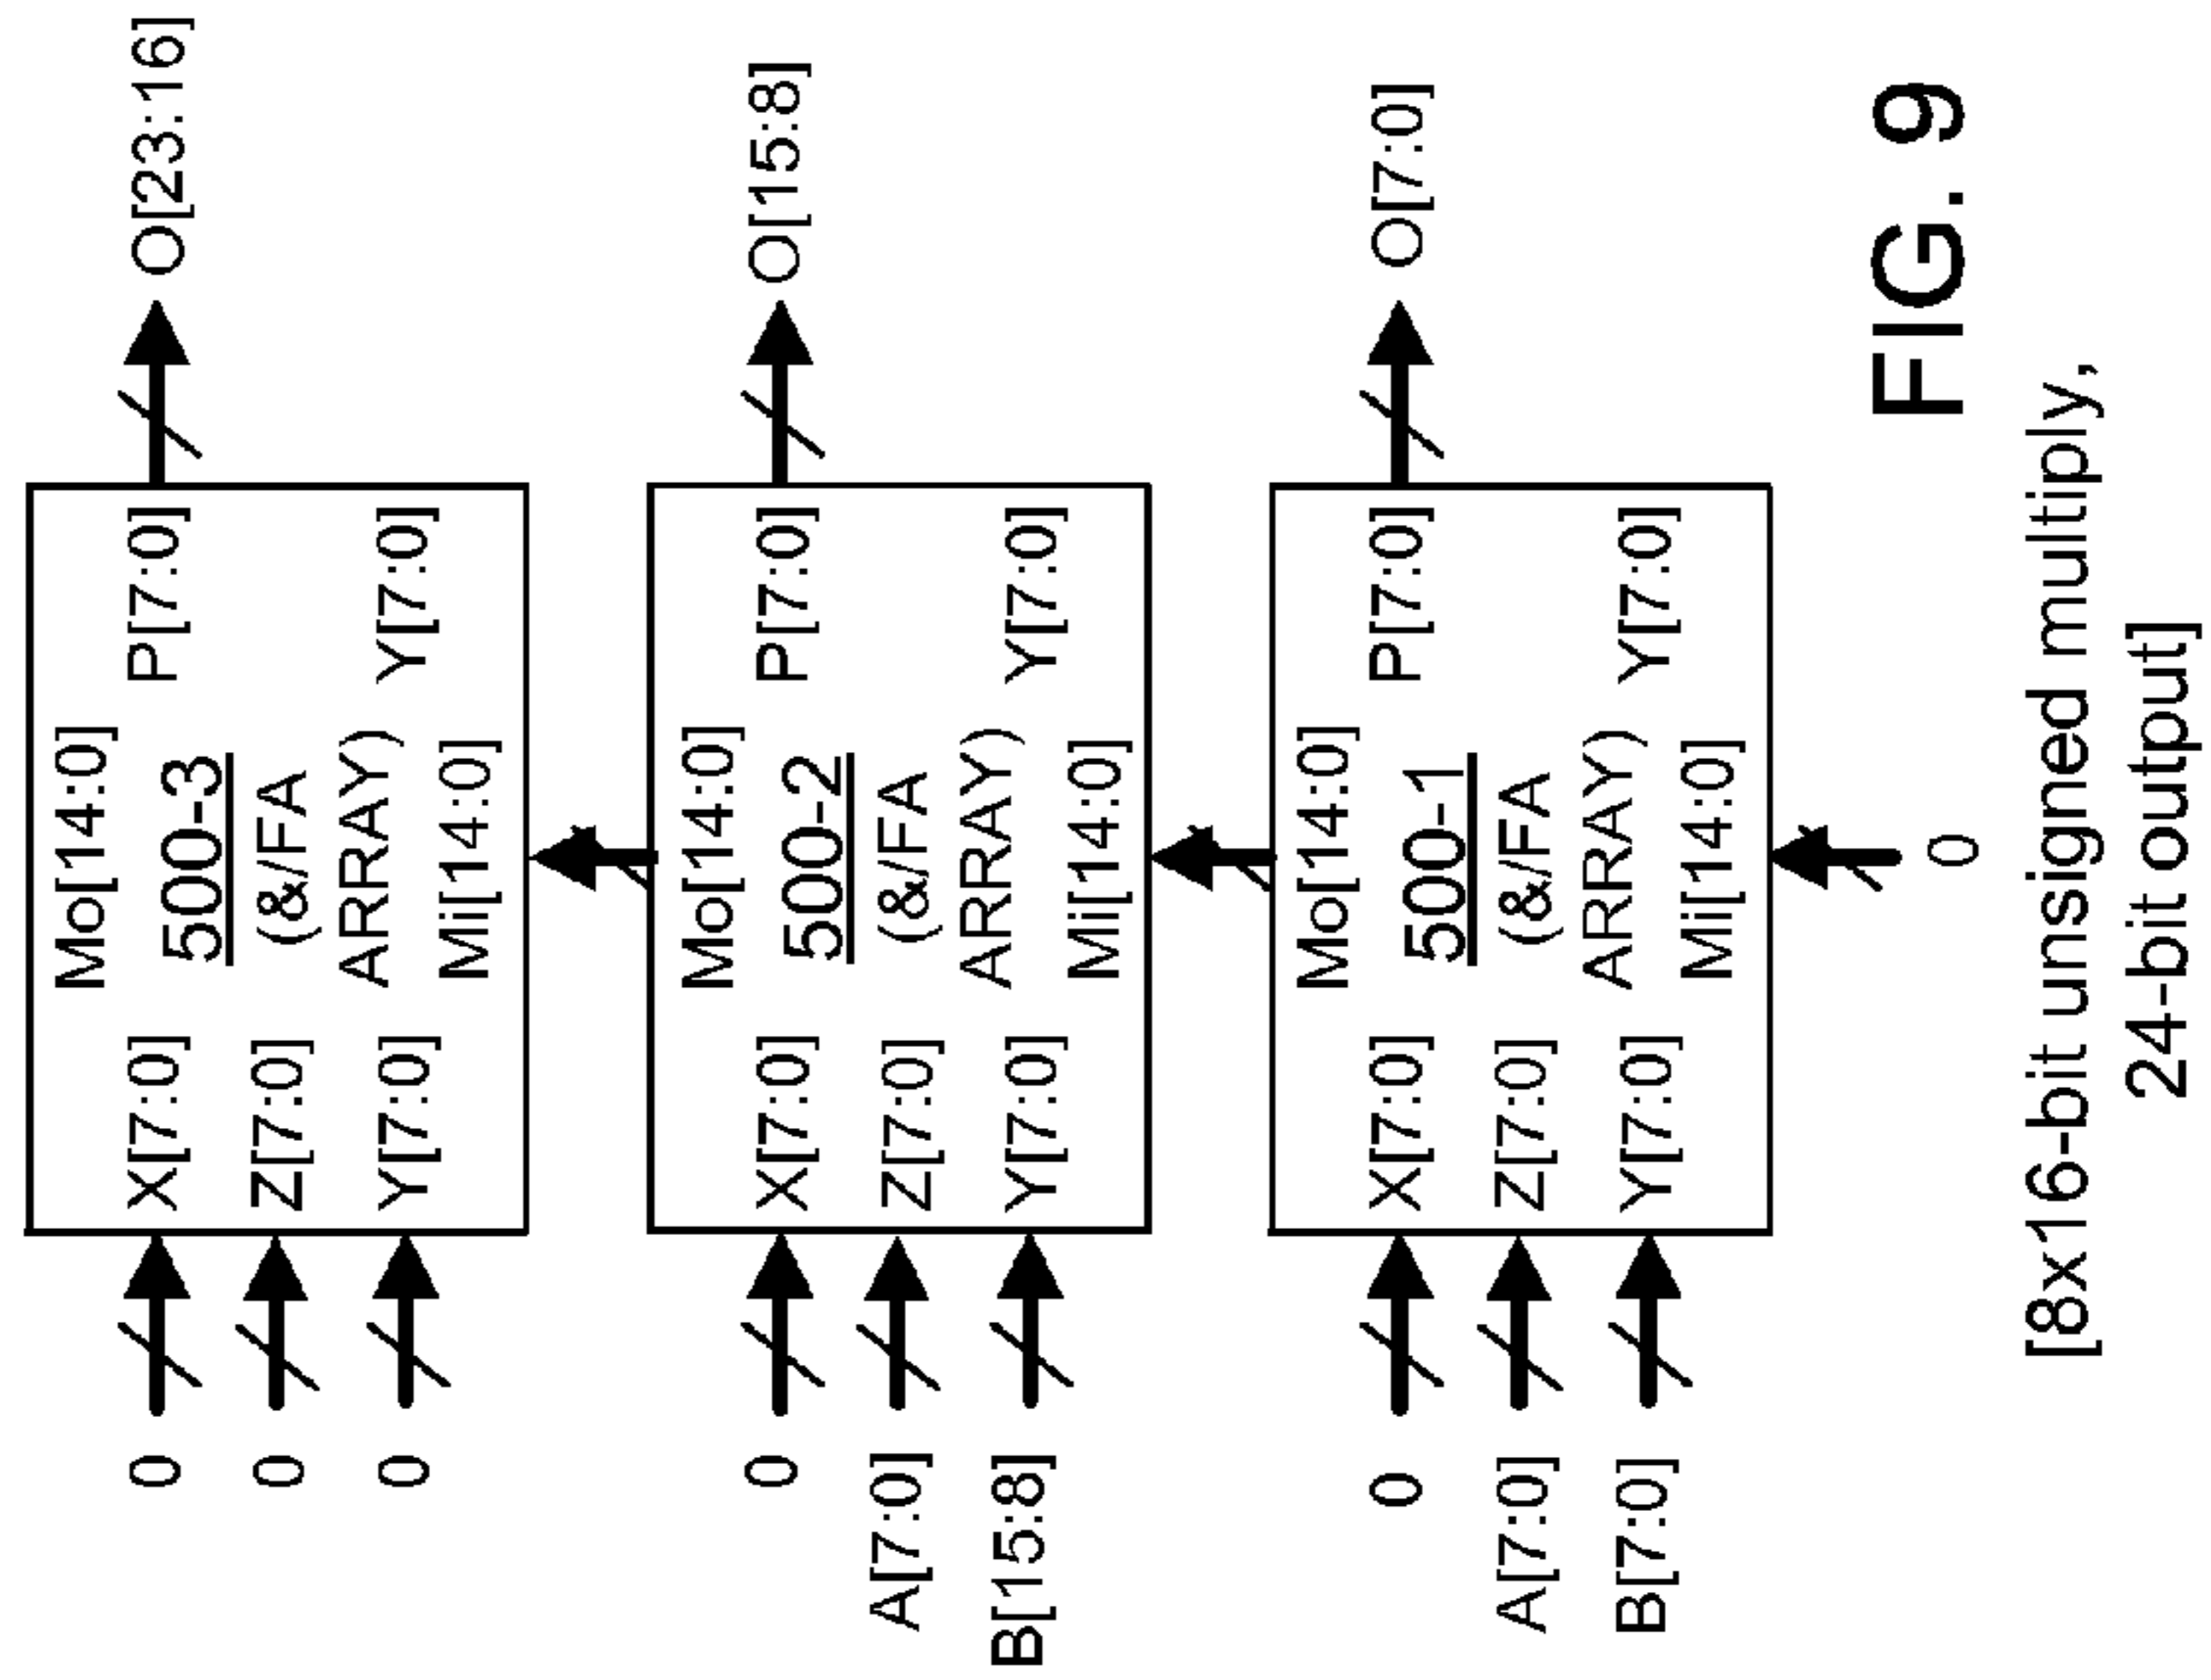 Mo[14:0]
0 X[7:0] P[7:0] O[23:16]
500-3
0 Z[7:0] (&/FA
0 Y[7:0] ARRAY) Y[7:0]
Mi[14:0]
Mo[14:0]
0 X[7:0] P[7:0] O[15:8]
500-2
A[7:0] Z[7:0] (&/FA
B[15:8] Y[7:0] ARRAY) Y[7:0]
Mi[14:0]
Mo[14:0]
0 X[7:0] P[7:0] O[7:0]
500-1
A[7:0] Z[7:0] (&/FA
B[7:0] Y[7:0] ARRAY) Y[7:0]
Mi[14:0]
0
FIG. 9
[8x16-bit unsigned multiply,
24-bit output]